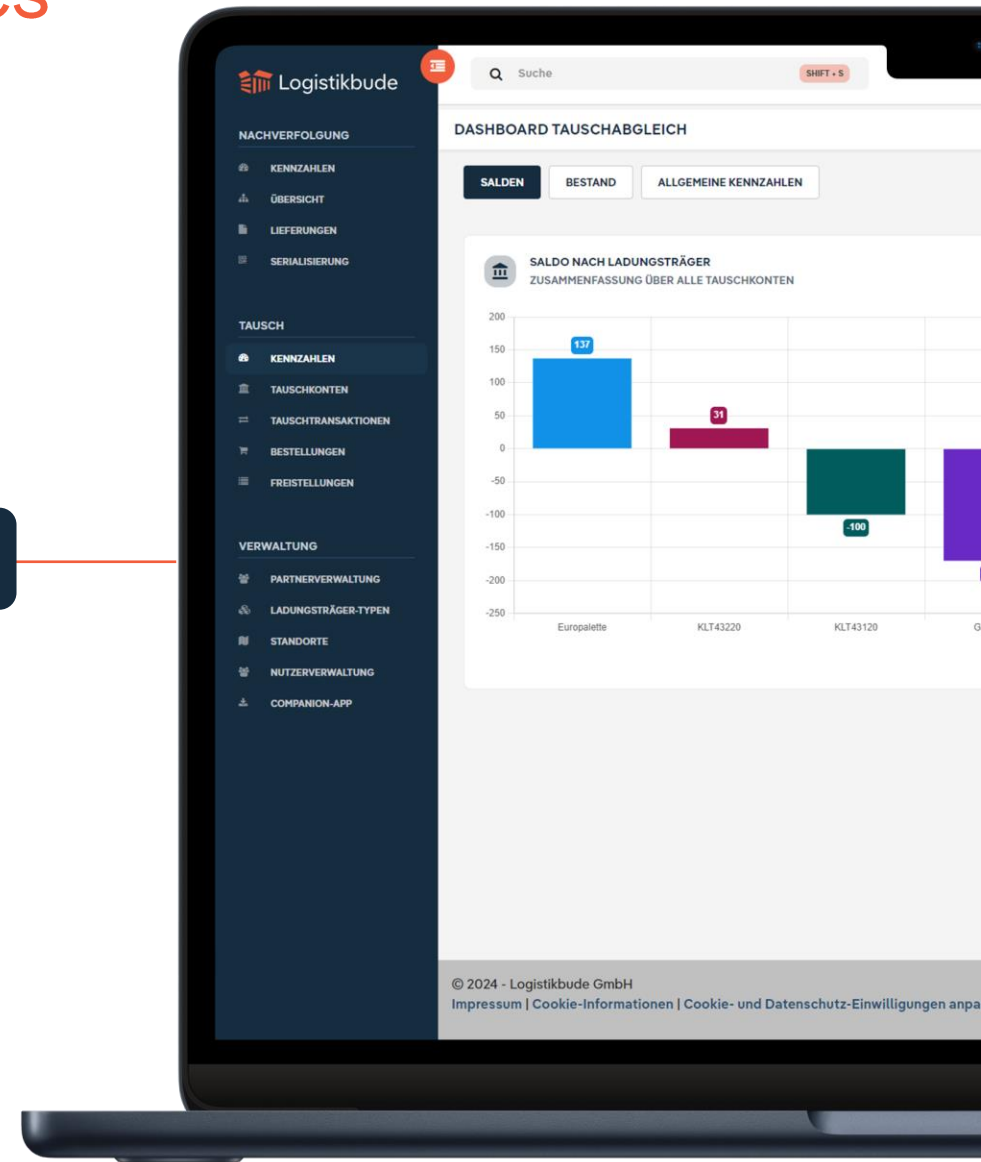 Logistikbude
Suche
SHIFT + S
NACHVERFOLGUNG
KENNZAHLEN
ÜBERSICHT
LIEFERUNGEN
SERIALISIERUNG
TAUSCH
KENNZAHLEN
TAUSCHKONTEN
TAUSCHTRANSAKTIONEN
BESTELLUNGEN
FREISTELLUNGEN
VERWALTUNG
PARTNERVERWALTUNG
LADUNGSTRÄGER-TYPEN
STANDORTE
NUTZERVERWALTUNG
COMPANION-APP
DASHBOARD TAUSCHABGLEICH
SALDEN BESTAND ALLGEMEINE KENNZAHLEN
SALDO NACH LADUNGSTRÄGER
ZUSAMMENFASSUNG ÜBER ALLE TAUSCHKONTEN
200
150
100
50
0
-50
-100
-150
-200
-250
137
31
-100
Europalette KLT43220 KLT43120 G
© 2024 - Logistikbude GmbH
Impressum | Cookie-Informationen | Cookie- und Datenschutz-Einwilligungen anpa